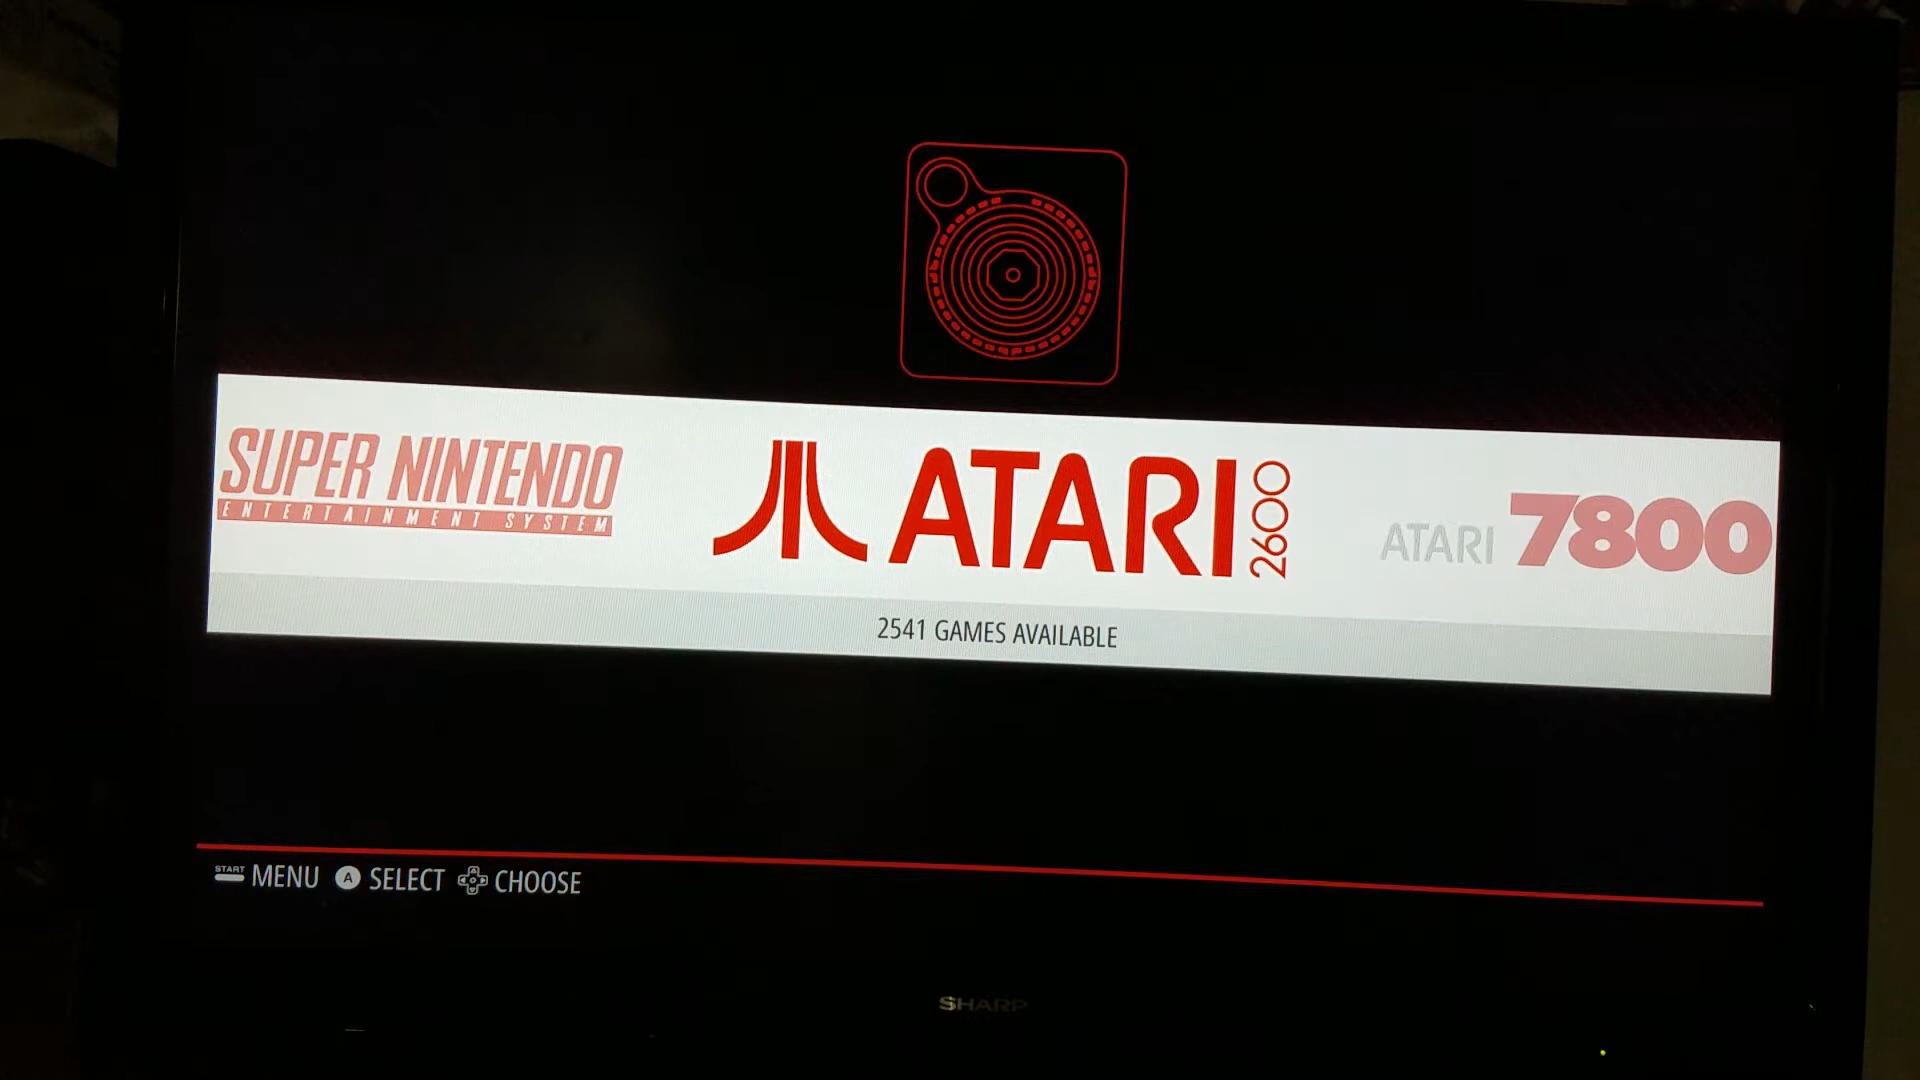 SUPER NINTENDO
ENTERTAINMENT SYSTEM
ATARI 2600
ATARI 7800
2541 GAMES AVAILABLE
START MENU A SELECT CHOOSE
SHARP